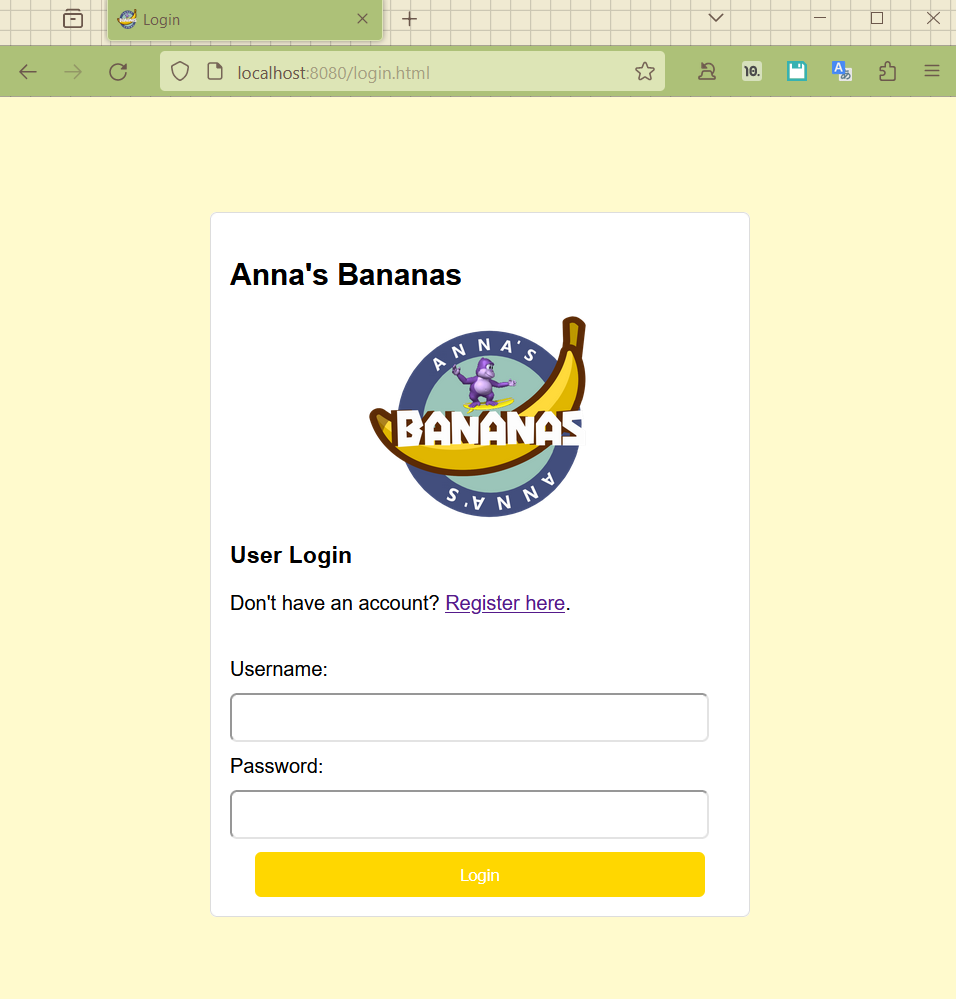 Login
localhost:8080/login.html
10.
A
Anna's Bananas
ANNA'S
BANANAS
ANNA'S
User Login
Don't have an account? Register here.
Username:
Password:
Login